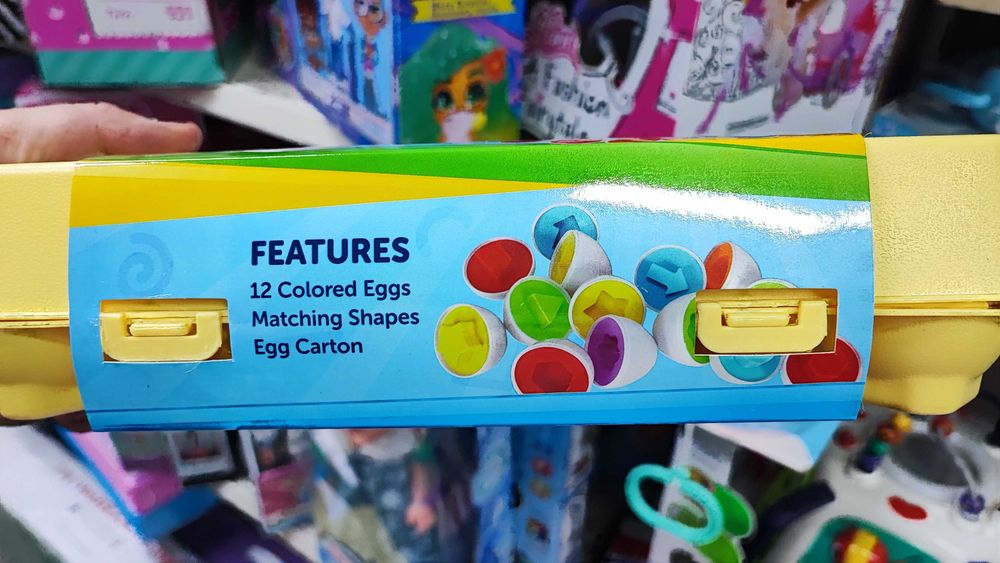 FEATURES
12 Colored Eggs
Matching Shapes
Egg Carton